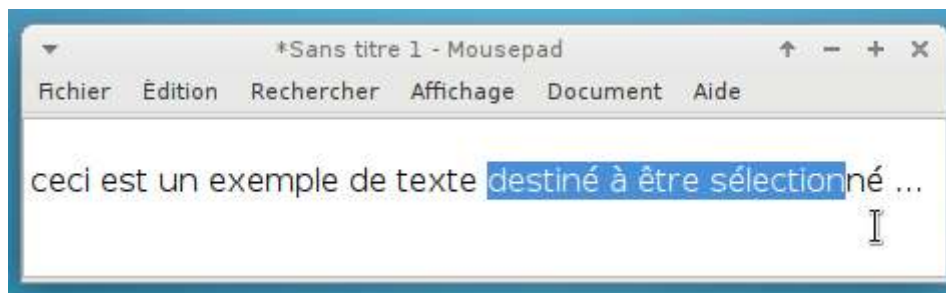 *Sans titre 1 - Mousepad
Fichier Édition Rechercher Affichage Document Aide
ceci est un exemple de texte destiné à être sélectionné ...